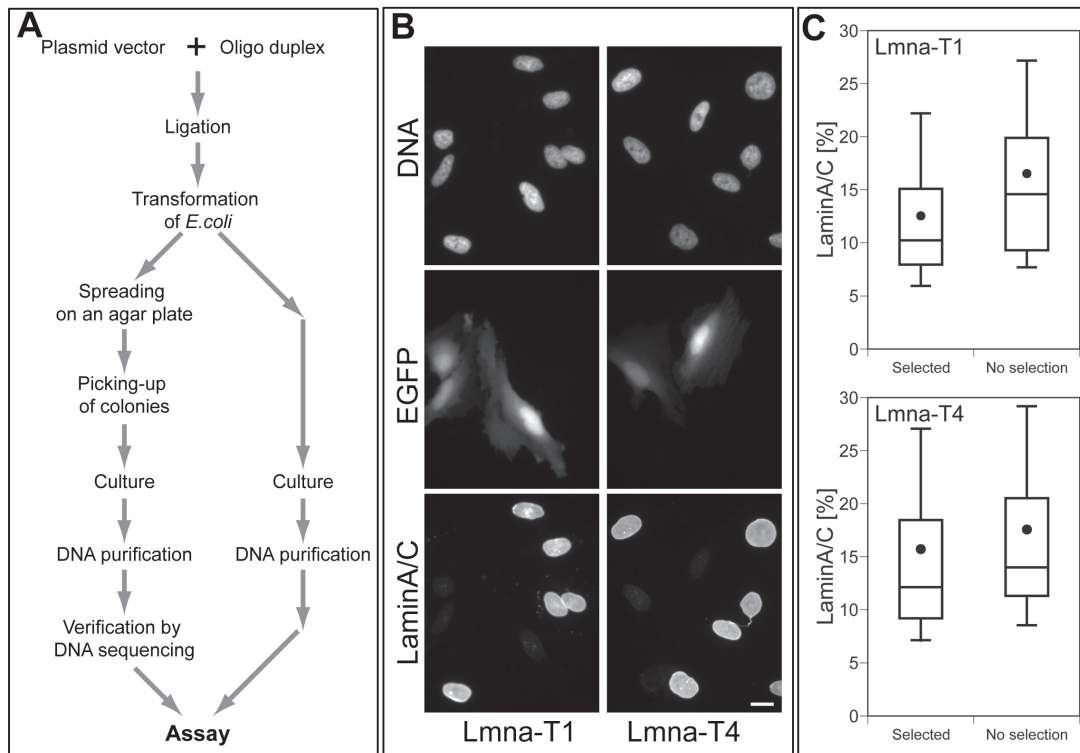 A
Plasmid vector + Oligo duplex
Ligation
Transformation
of E.coli
Spreading
on an agar plate
Picking-up
of colonies
Culture
Culture
DNA purification
DNA purification
Verification by
DNA sequencing
Assay
B
DNA
EGFP
LaminA/C
Lmna-T1
Lmna-T4
C
Lmna-T1
LaminA/C [%]
30
25
20
15
10
5
0
Selected
No selection
Lmna-T4
LaminA/C [%]
30
25
20
15
10
5
0
Selected
No selection